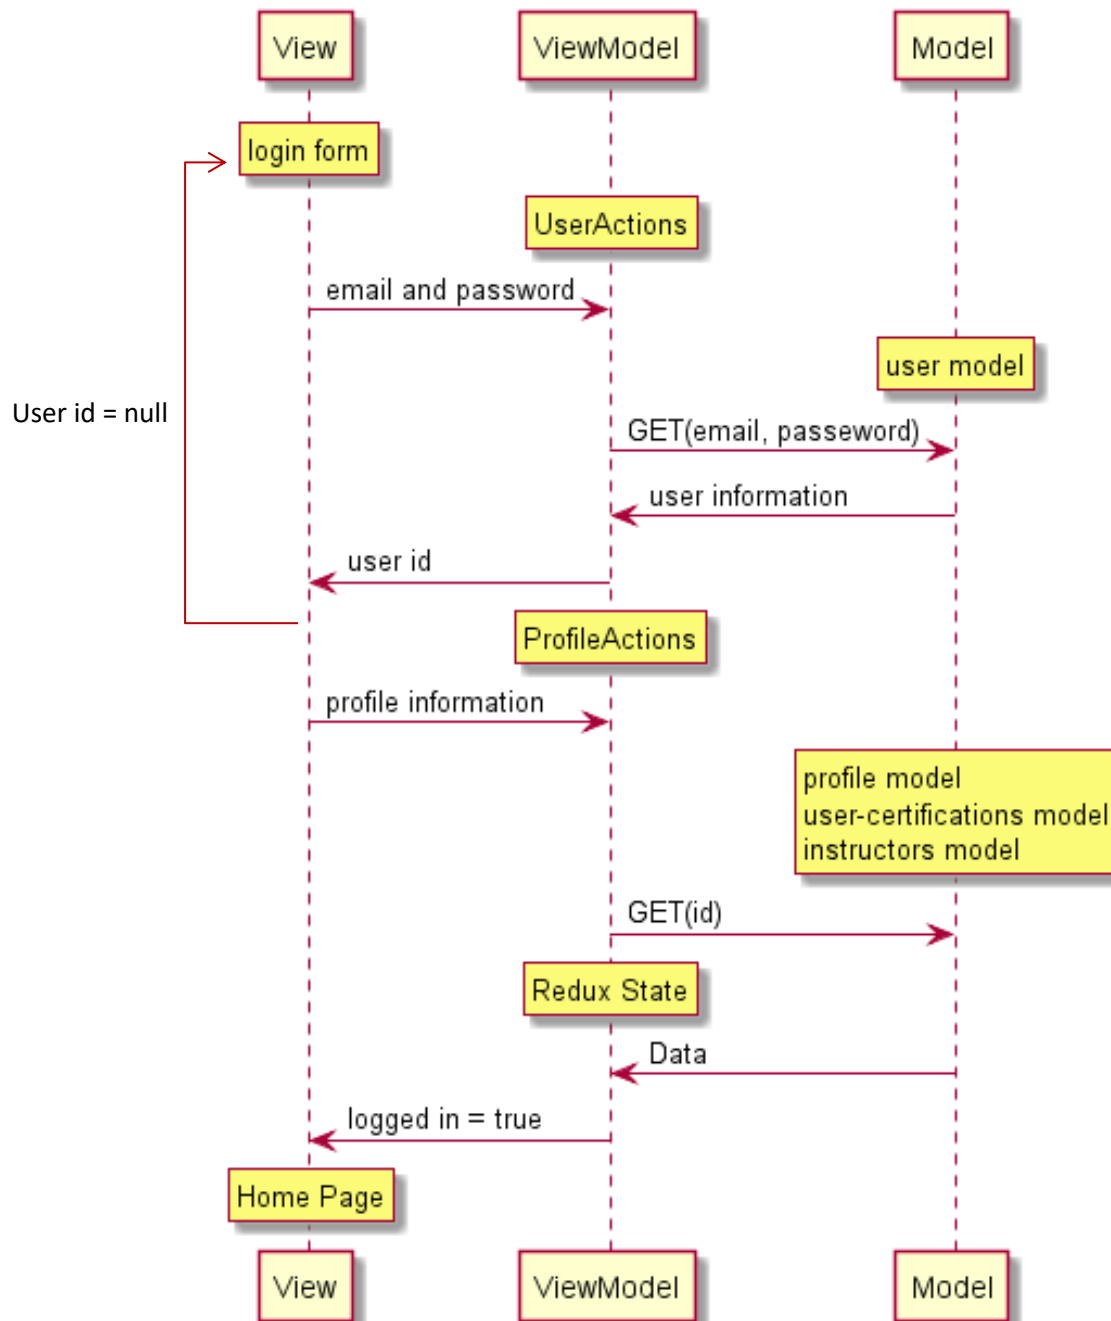 View
ViewModel
Model
login form
UserActions
email and password
user model
User id = null
GET(email, passeword)
user information
user id
ProfileActions
profile information
profile model
user-certifications model
instructors model
GET(id)
Redux State
Data
logged in = true
Home Page
View
ViewModel
Model